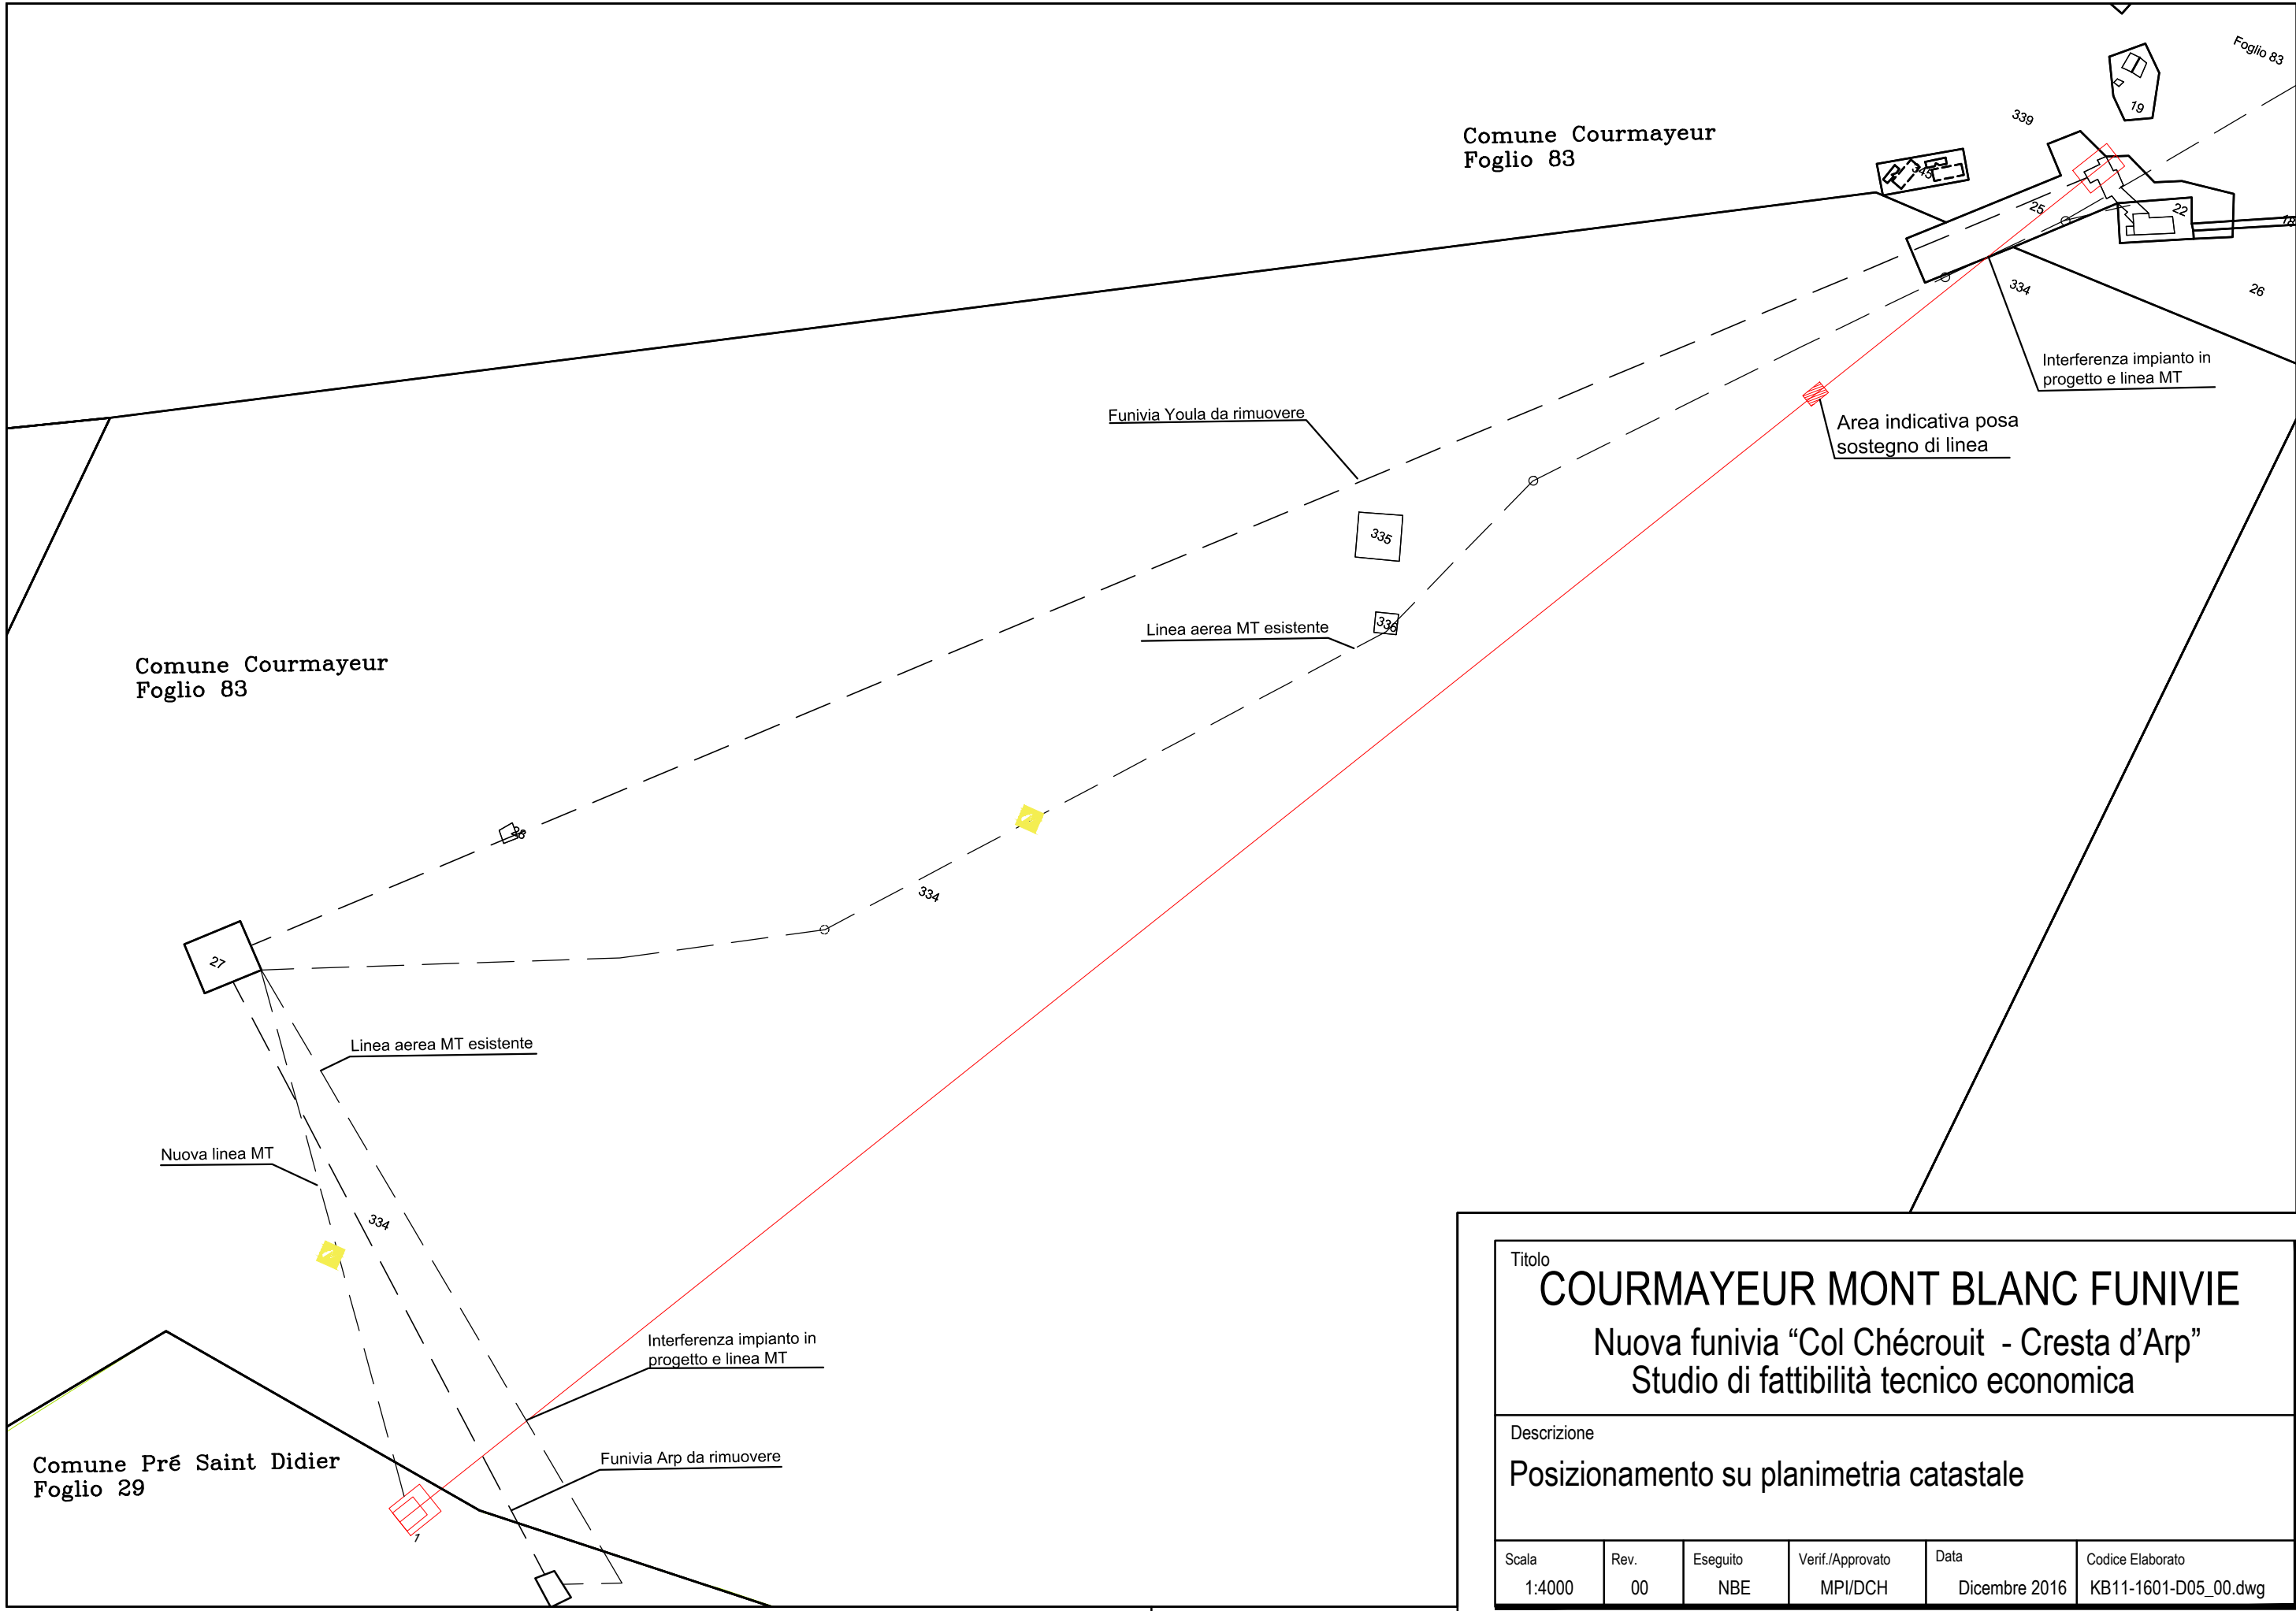 Foglio 83
19
339
Comune Courmayeur
Foglio 83
345
25
22
18
334
26
Interferenza impianto in
progetto e linea MT
Funivia Youla da rimuovere
Area indicativa posa
sostegno di linea
335
336
Linea aerea MT esistente
Comune Courmayeur
Foglio 83
28
334
27
Linea aerea MT esistente
Nuova linea MT
334
Interferenza impianto in
progetto e linea MT
Funivia Arp da rimuovere
Comune Pré Saint Didier
Foglio 29
1
Titolo
COURMAYEUR MONT BLANC FUNIVIE
Nuova funivia “Col Chécrouit - Cresta d’Arp”
Studio di fattibilità tecnico economica
Descrizione
Posizionamento su planimetria catastale
Scala Rev. Eseguito Verif./Approvato Data Codice Elaborato
1:4000 00 NBE MPI/DCH Dicembre 2016 KB11-1601-D05_00.dwg